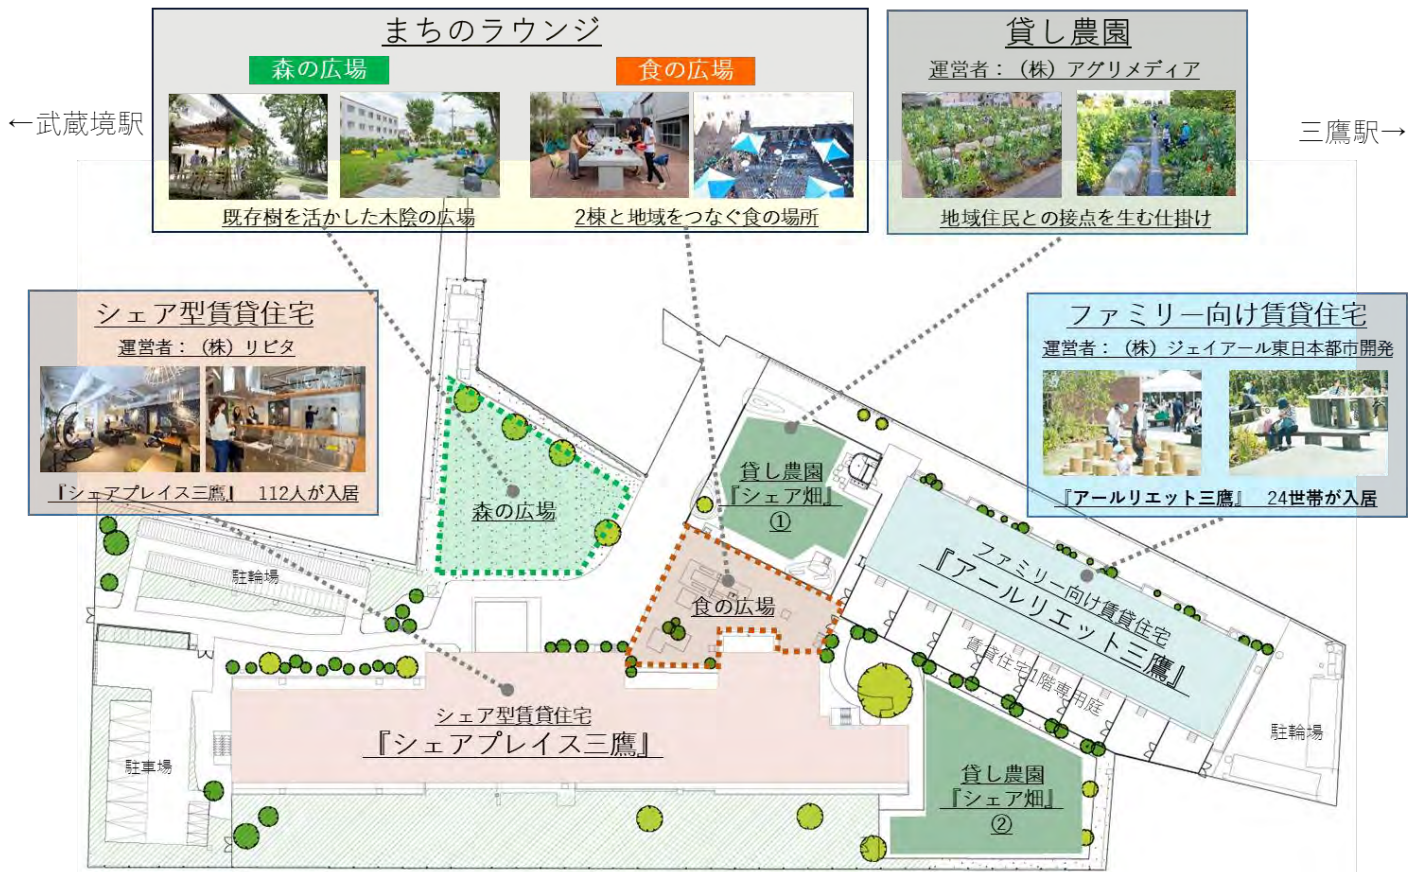 まちのラウンジ
森の広場
食の広場
既存樹を活かした木陰の広場
2棟と地域をつなぐ食の場所
貸し農園
運営者：（株）アグリメディア
地域住民との接点を生む仕掛け
←武蔵境駅
三鷹駅→
シェア型賃貸住宅
運営者：（株）リビタ
『シェアプレイス三鷹』 112人が入居
ファミリー向け賃貸住宅
運営者：（株）ジェイアール東日本都市開発
『アールリエット三鷹』 24世帯が入居
森の広場
貸し農園
『シェア畑』
①
食の広場
ファミリー向け賃貸住宅
『アールリエット三鷹』
賃貸住宅1階専用庭
駐輪場
駐輪場
シェア型賃貸住宅
『シェアプレイス三鷹』
駐車場
貸し農園
『シェア畑』
②